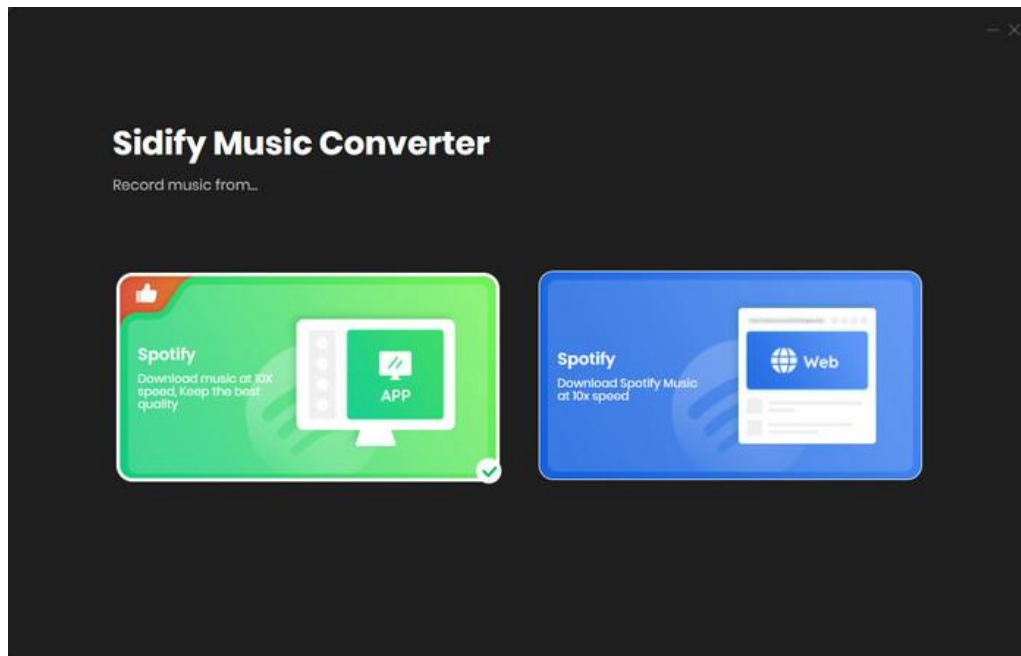 Sidify Music Converter
Record music from...
Spotify
Download music at 10X
speed, Keep the best
quality
APP
Spotify
Download Spotify Music
at 10x speed
Web